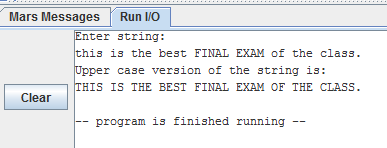 Mars Messages Run I/O
Enter string:
this is the best FINAL EXAM of the class.
Upper case version of the string is:
THIS IS THE BEST FINAL EXAM OF THE CLASS.
Clear
-- program is finished running --